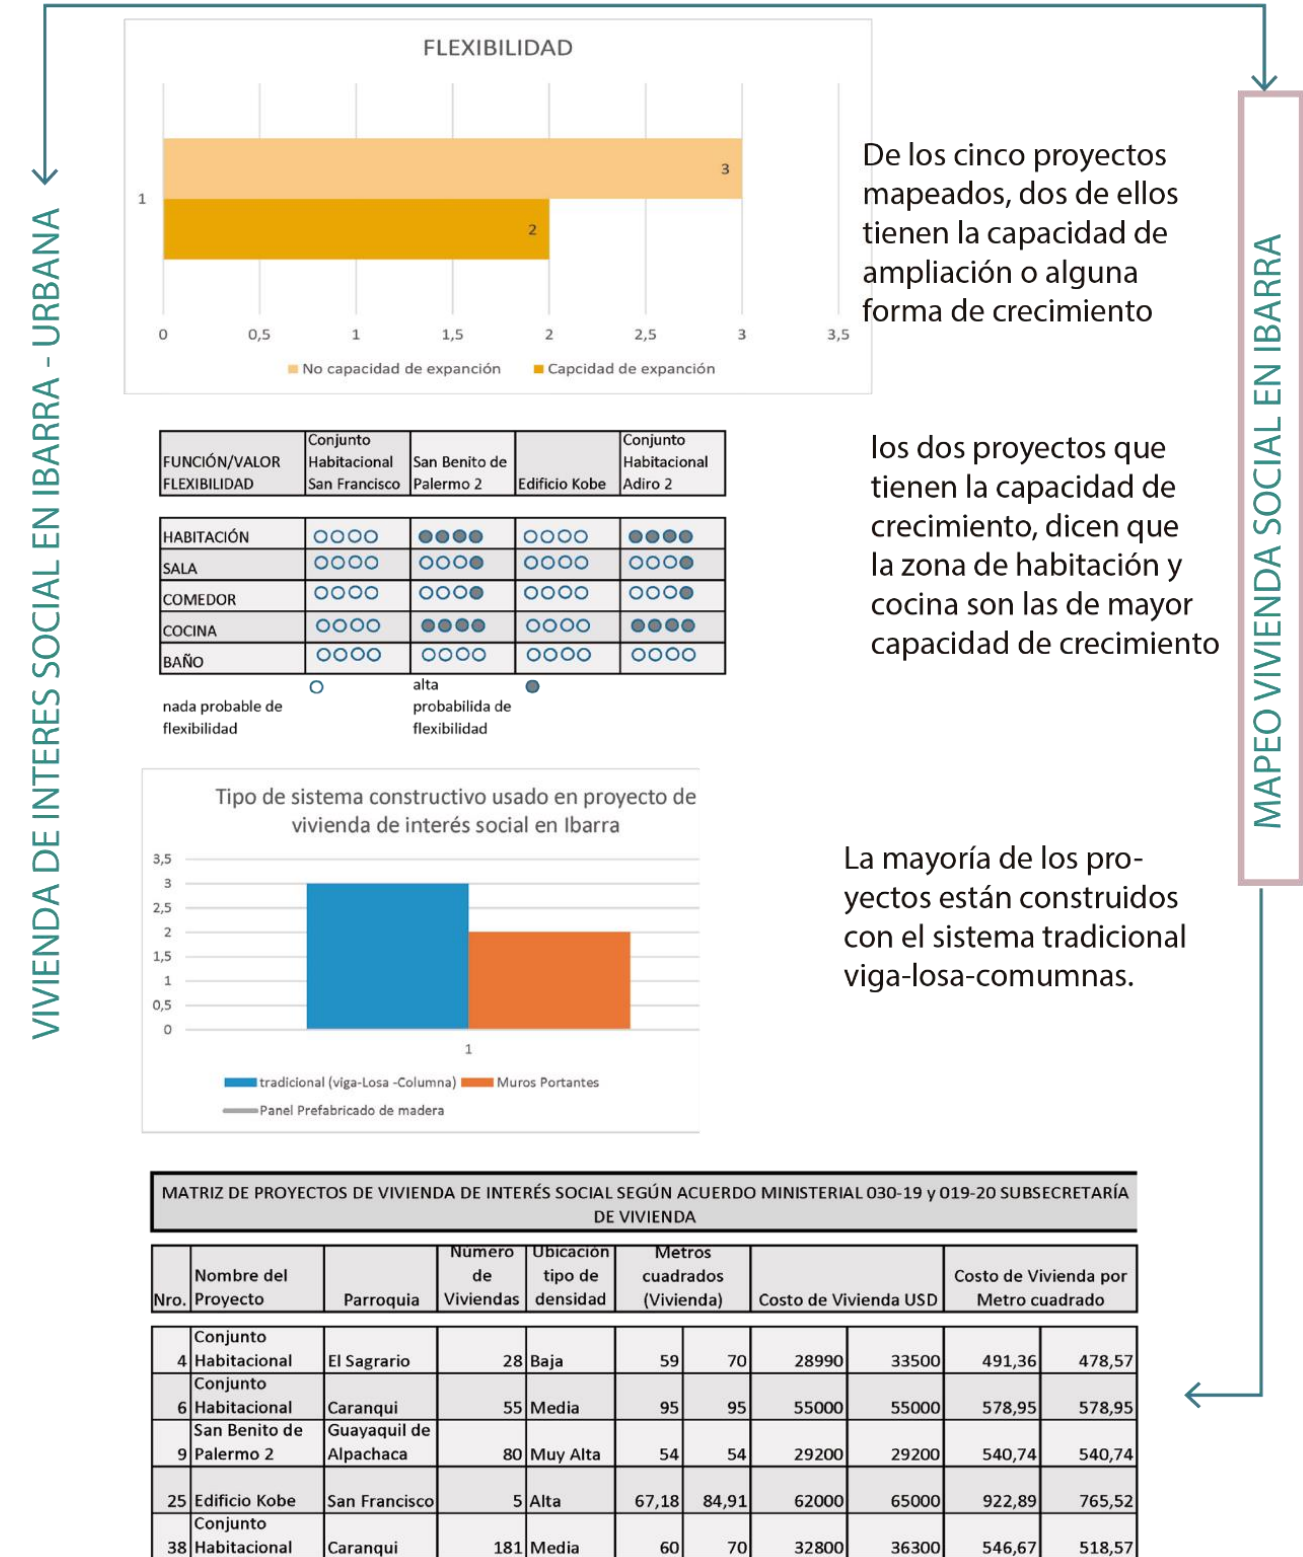 VIVIENDA DE INTERES SOCIAL EN IBARRA - URBANA
FLEXIBILIDAD
3
1
2
0 0,5 1 1,5 2 2,5 3 3,5
No capacidad de expanción Capcidad de expanción
De los cinco proyectos
mapeados, dos de ellos
tienen la capacidad de
ampliación o alguna
forma de crecimiento
MAPEO VIVIENDA SOCIAL EN IBARRA
FUNCIÓN/VALOR
FLEXIBILIDAD
Conjunto
Habitacional
San Francisco
San Benito de
Palermo 2
Edificio Kobe
Conjunto
Habitacional
Adiro 2
HABITACIÓN
SALA
COMEDOR
COCINA
BAÑO
nada probable de
flexibilidad
alta
probabilida de
flexibilidad
los dos proyectos que
tienen la capacidad de
crecimiento, dicen que
la zona de habitación y
cocina son las de mayor
capacidad de crecimiento
Tipo de sistema constructivo usado en proyecto de
vivienda de interés social en Ibarra
3,5
3
2,5
2
1,5
1
0,5
0
1
tradicional (viga-Losa -Columna) Muros Portantes
Panel Prefabricado de madera
La mayoría de los pro-
yectos están construidos
con el sistema tradicional
viga-losa-comumnas.
MATRIZ DE PROYECTOS DE VIVIENDA DE INTERÉS SOCIAL SEGÚN ACUERDO MINISTERIAL 030-19 y 019-20 SUBSECRETARÍA
DE VIVIENDA
Nro.
Nombre del
Proyecto
Parroquia
Número
de
Viviendas
Ubicación
tipo de
densidad
Metros
cuadrados
(Vivienda)
Costo de Vivienda USD
Costo de Vivienda por
Metro cuadrado
Conjunto
4 Habitacional El Sagrario 28 Baja 59 70 28990 33500 491,36 478,57
Conjunto
6 Habitacional Caranqui 55 Media 95 95 55000 55000 578,95 578,95
San Benito de Guayaquil de
9 Palermo 2 Alpachaca 80 Muy Alta 54 54 29200 29200 540,74 540,74
25 Edificio Kobe San Francisco 5 Alta 67,18 84,91 62000 65000 922,89 765,52
Conjunto
38 Habitacional Caranqui 181 Media 60 70 32800 36300 546,67 518,57